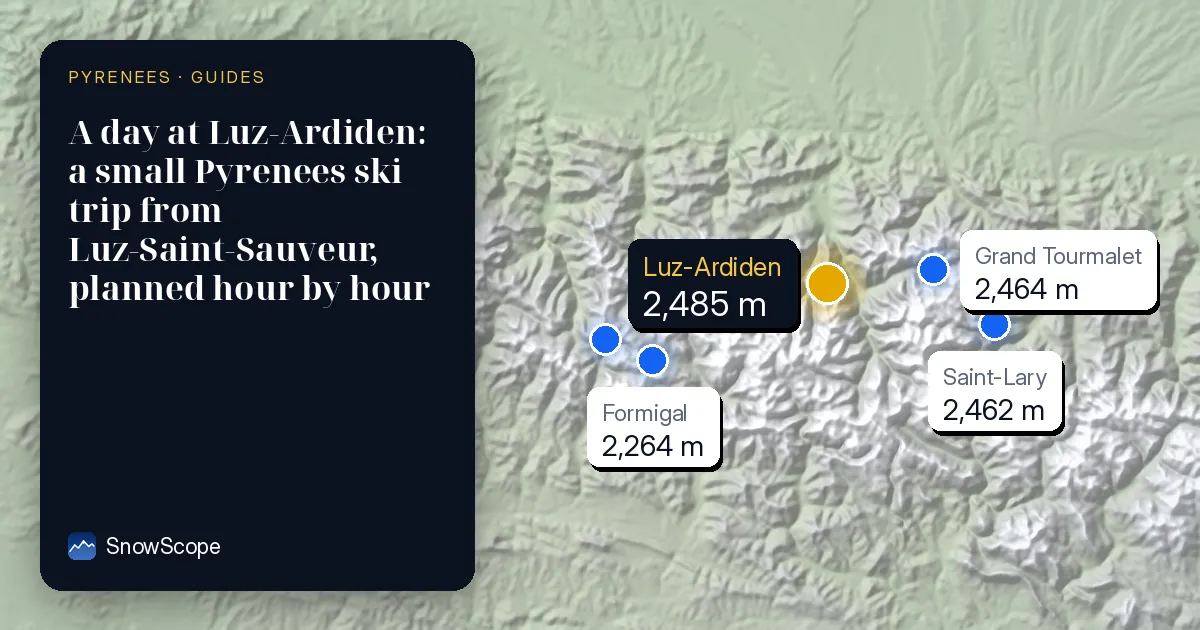 PYRENEES · GUIDES
A day at Luz-Ardiden:
a small Pyrenees ski
trip from
Luz-Saint-Sauveur,
planned hour by hour
SnowScope
Luz-Ardiden
2,485 m
Grand Tourmalet
2,464 m
Saint-Lary
2,462 m
Formigal
2,264 m